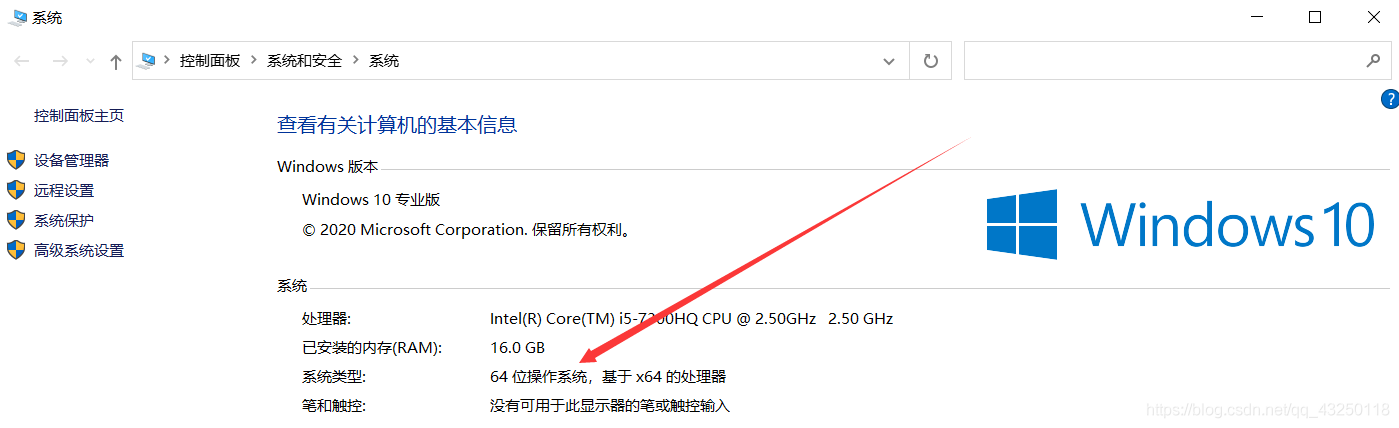 系统
控制面板 系统和安全 系统
控制面板主页
设备管理器
远程设置
系统保护
高级系统设置
?
查看有关计算机的基本信息
Windows 版本
Windows 10 专业版
© 2020 Microsoft Corporation. 保留所有权利。
Windows 10
系统
处理器: Intel(R) Core(TM) i5-7300HQ CPU @ 2.50GHz 2.50 GHz
已安装的内存(RAM): 16.0 GB
系统类型: 64 位操作系统, 基于 x64 的处理器
笔和触控: 没有可用于此显示器的笔或触控输入
https://blog.csdn.net/qq_43250118